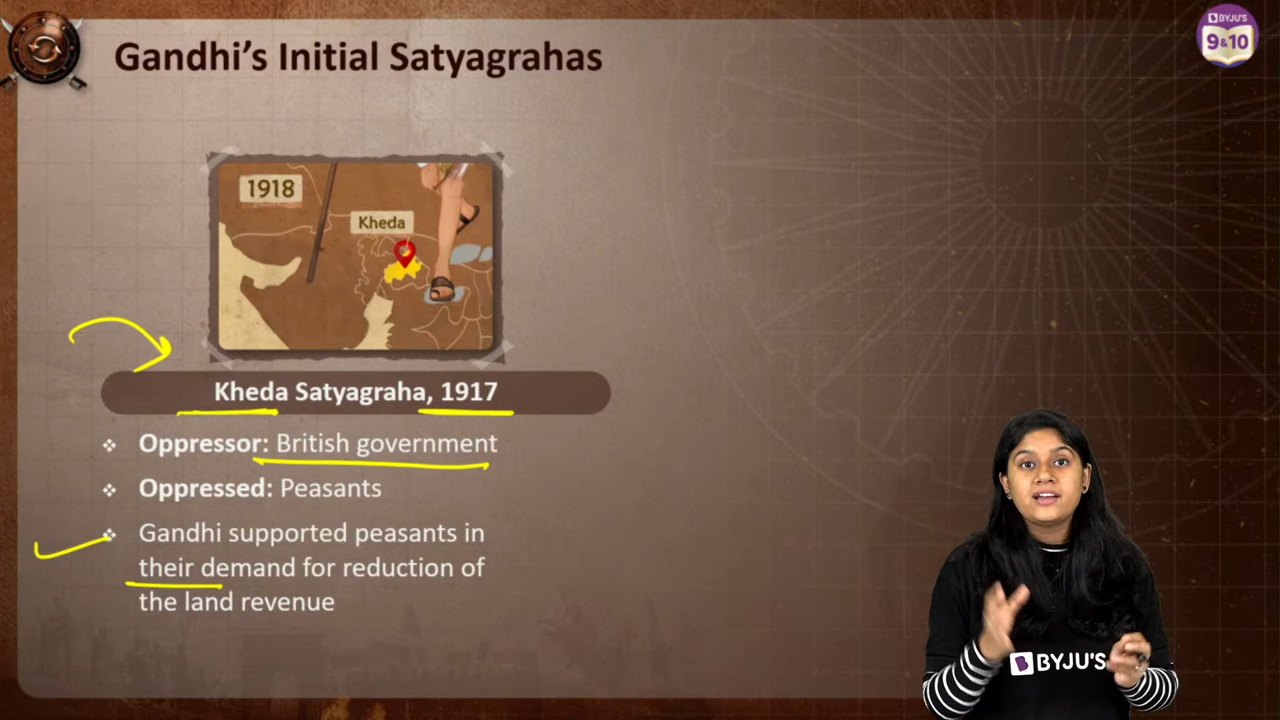 Gandhi's Initial Satyagrahas
BYJU'S
9&10
1918
Kheda
Kheda Satyagraha, 1917
❖ Oppressor: British government
❖ Oppressed: Peasants
❖ Gandhi supported peasants in
their demand for reduction of
the land revenue
BYJU'S